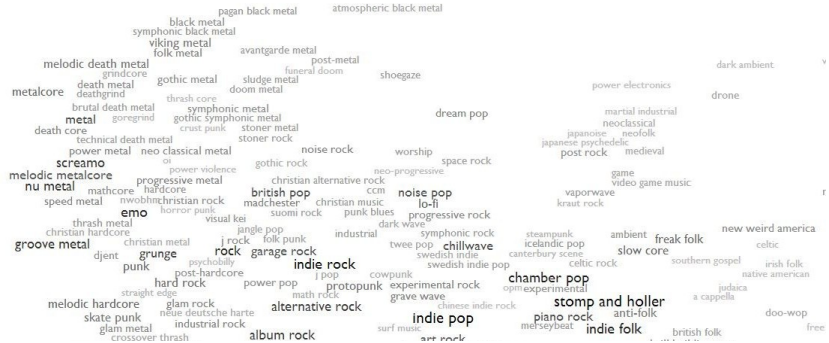 pagan black metal
atmospheric black metal
black metal
symphonic black metal
viking metal
folk metal
avantgarde metal
post-metal
melodic death metal
dark ambient
funeral doom
grindcore
shoegaze
gothic metal
sludge metal
death metal
power electronics
doom metal
metalcore
deathgrind
drone
thrash core
brutal death metal
symphonic metal
martial industrial
dream pop
goregrind
gothic symphonic metal
metal
neoclassical
crust punk
stoner metal
death core
japanoise
neofolk
technical death metal
stoner rock
japanese psychedelic
power metal
neo classical metal
noise rock
worship
post rock
medieval
screamo
oi
gothic rock
space rock
power violence
neo-progressive
melodic metalcore
game
progressive metal
christian alternative rock
video game music
nu metal
mathcore
hardcore
british pop
ccm
noise pop
vaporwave
speed metal
nwobhm
christian rock
madchester
christian music
lo-fi
kraut rock
emo
horror punk
suomi rock
punk blues
progressive rock
visual kei
thrash metal
dark wave
christian hardcore
jangle pop
industrial
symphonic rock
steampunk
ambient
new weird america
groove metal
christian metal
j rock
folk punk
twee pop
chillwave
icelandic pop
freak folk
celtic
djent
grunge
rock
garage rock
swedish indie
canterbury scene
slow core
punk
psychobilly
indie rock
swedish indie pop
celtic rock
southern gospel
irish folk
post-hardcore
j pop
cowpunk
native american
hard rock
power pop
protopunk
experimental rock
chamber pop
opm
experimental
judaica
straight edge
math rock
grave wave
a cappella
melodic hardcore
glam rock
alternative rock
chinese indie rock
stomp and holler
neue deutsche harte
anti-folk
doo-wop
skate punk
industrial rock
indie pop
piano rock
glam metal
surf music
merseybeat
indie folk
british folk
free
crossover thrash
album rock
art rock